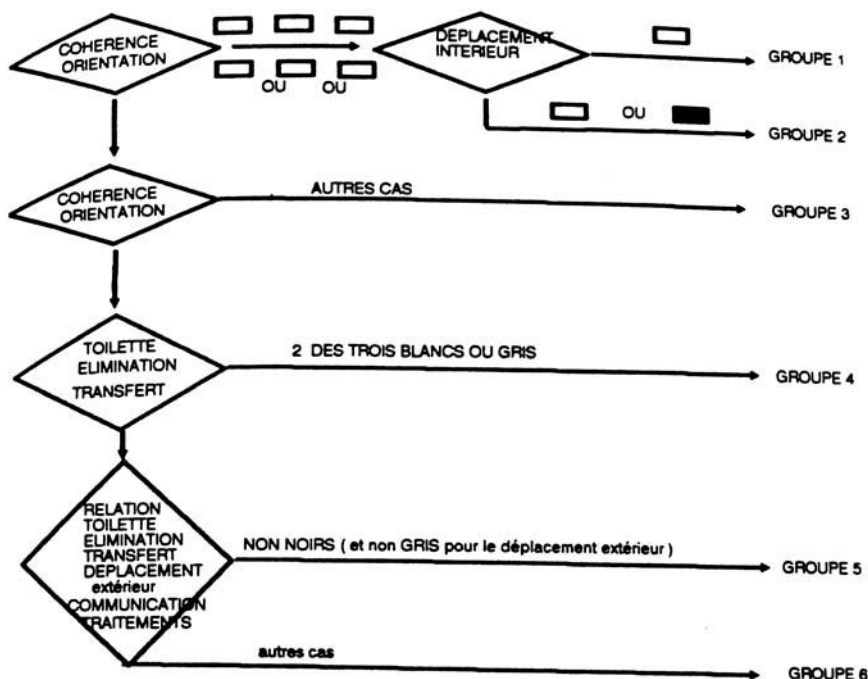 COHERENCE
ORIENTATION
OU OU
DEPLACEMENT
INTERIEUR
GROUPE 1
OU
GROUPE 2
COHERENCE
ORIENTATION
AUTRES CAS
GROUPE 3
TOILETTE
ELIMINATION
TRANSFERT
2 DES TROIS BLANCS OU GRIS
GROUPE 4
RELATION
TOILETTE
ELIMINATION
TRANSFERT
DEPLACEMENT
extérieur
COMMUNICATION
TRAITEMENTS
NON NOIRS ( et non GRIS pour le déplacement extérieur )
GROUPE 5
autres cas
GROUPE 6